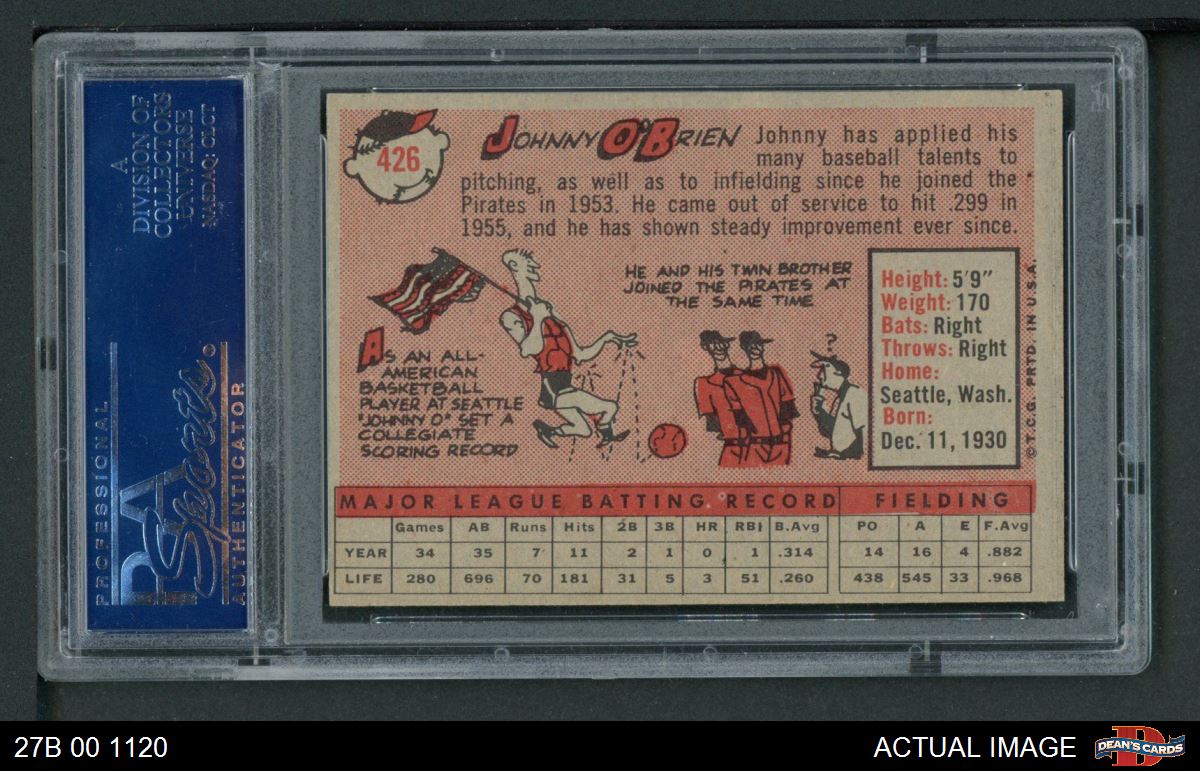 A
DIVISION OF
COLLECTORS
UNIVERSE
NASDAQ: CLCT
PROFESSIONAL
PSA
Sports
AUTHENTICATOR
426
JOHNNY O'BRIEN Johnny has applied his
many baseball talents to
pitching, as well as to infielding since he joined the
Pirates in 1953. He came out of service to hit .299 in
1955, and he has shown steady improvement ever since.
AS AN ALL-
AMERICAN
BASKETBALL
PLAYER AT SEATTLE
"JOHNNY O" SET A
COLLEGIATE
SCORING RECORD
HE AND HIS TWIN BROTHER
JOINED THE PIRATES AT
THE SAME TIME
?
Height: 5'9"
Weight: 170
Bats: Right
Throws: Right
Home:
Seattle, Wash.
Born:
Dec. 11, 1930
© T.C.G. PRTD. IN U.S.A.
MAJOR LEAGUE BATTING RECORD FIELDING
Games AB Runs Hits 2B 3B HR RBI B.Avg PO A E F.Avg
YEAR 34 35 7 11 2 1 0 1 .314 14 16 4 .882
LIFE 280 696 70 181 31 5 3 51 .260 438 545 33 .968
27B 00 1120
ACTUAL IMAGE
D
DEAN'S CARDS